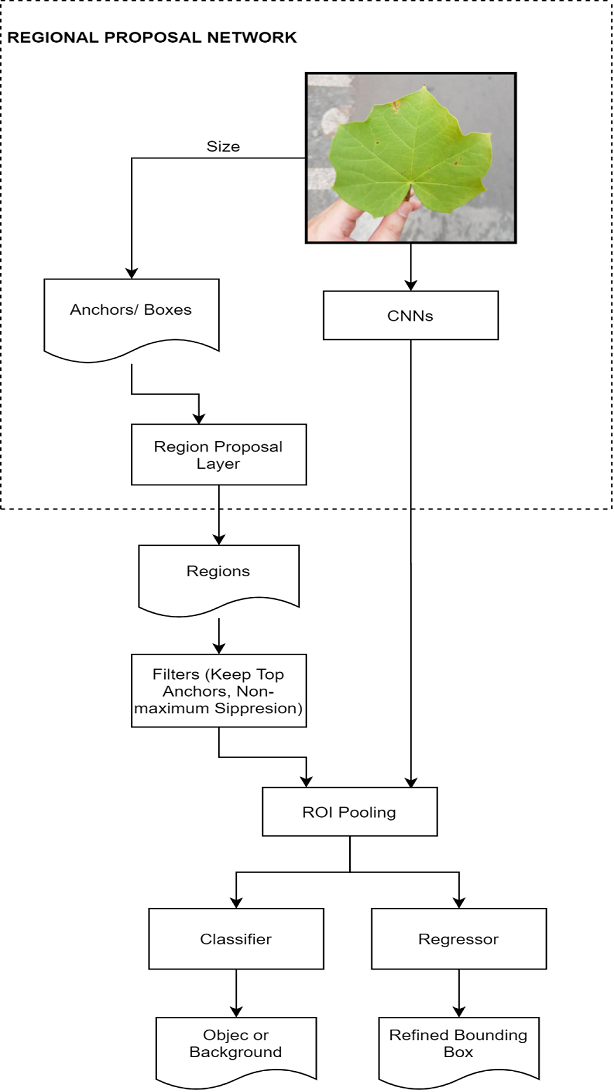 REGIONAL PROPOSAL NETWORK
Size
Anchors/ Boxes
CNNs
Region Proposal
Layer
Regions
Filters (Keep Top
Anchors, Non-
maximum Sippresion)
ROI Pooling
Classifier
Regressor
Objec or
Background
Refined Bounding
Box